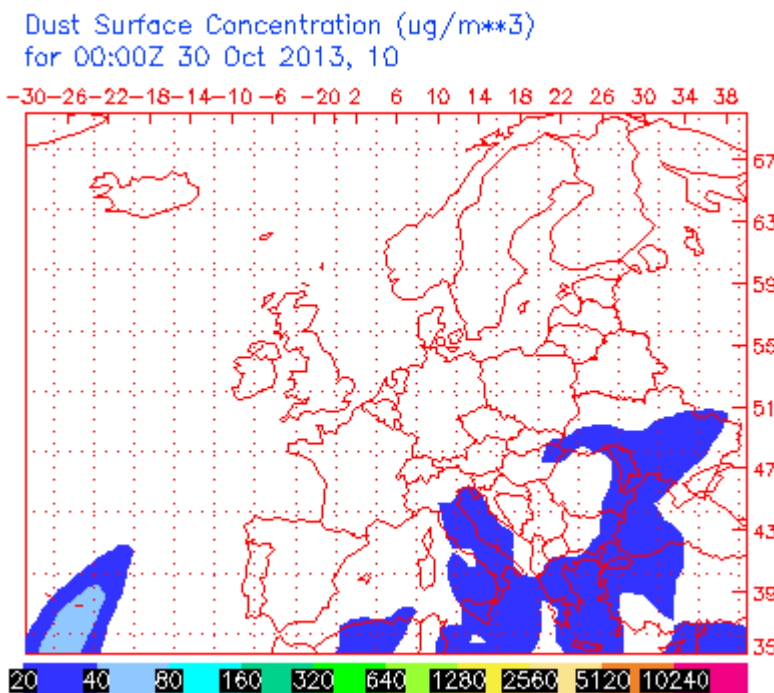 Dust Surface Concentration (ug/m**3)
for 00:00Z 30 Oct 2013, 10
-30-26-22-18-14-10 -6 -20 2 6 10 14 18 22 26 30 34 38
67
63
59
55
51
47
43
39
35
20 40 80 160 320 640 1280 2560 5120 10240